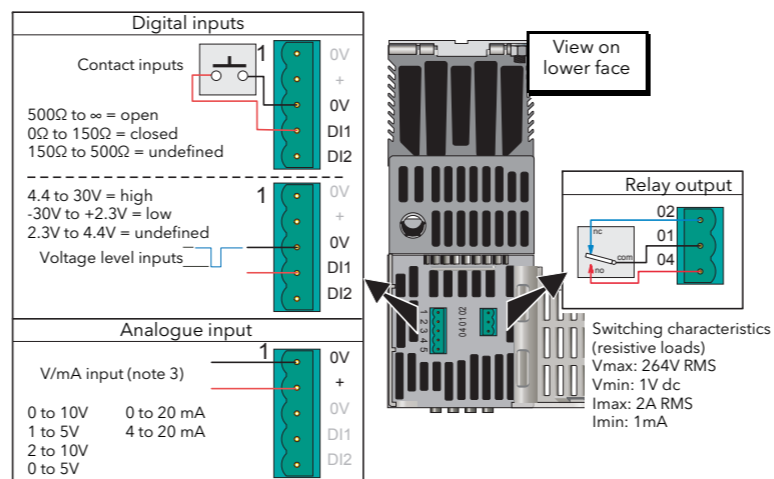 Digital inputs
Contact inputs
1
0V
+
0V
DI1
DI2
500Ω to ∞ = open
0Ω to 150Ω = closed
150Ω to 500Ω = undefined
4.4 to 30V = high
-30V to +2.3V = low
2.3V to 4.4V = undefined
Voltage level inputs
1
0V
+
0V
DI1
DI2
Analogue input
V/mA input (note 3)
1
0V
+
0V
DI1
DI2
0 to 10V 0 to 20 mA
1 to 5V 4 to 20 mA
2 to 10V
0 to 5V
View on
lower face
1 2 3 4 5
04 01 02
Relay output
02
01
04
nc
com
no
Switching characteristics
(resistive loads)
Vmax: 264V RMS
Vmin: 1V dc
Imax: 2A RMS
Imin: 1mA